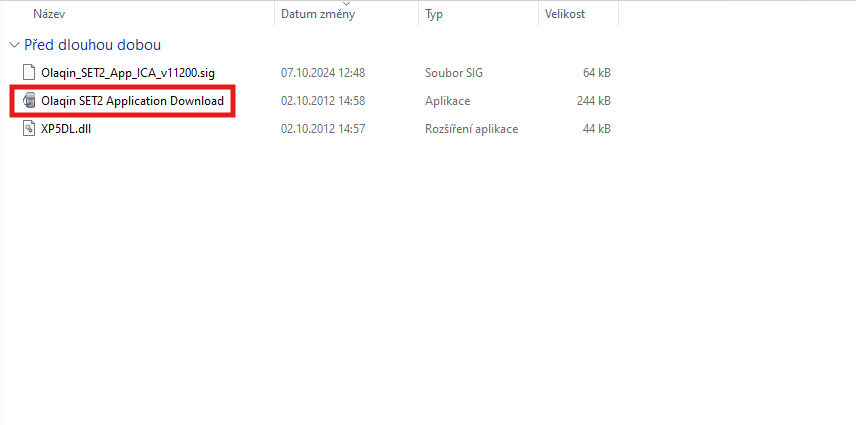 Název Datum změny Typ Velikost
Před dlouhou dobou
Olaqin_SET2_App_ICA_v11200.sig 07.10.2024 12:48 Soubor SIG 64 kB
Olaqin SET2 Application Download 02.10.2012 14:58 Aplikace 244 kB
XP5DL.dll 02.10.2012 14:57 Rozšíření aplikace 44 kB